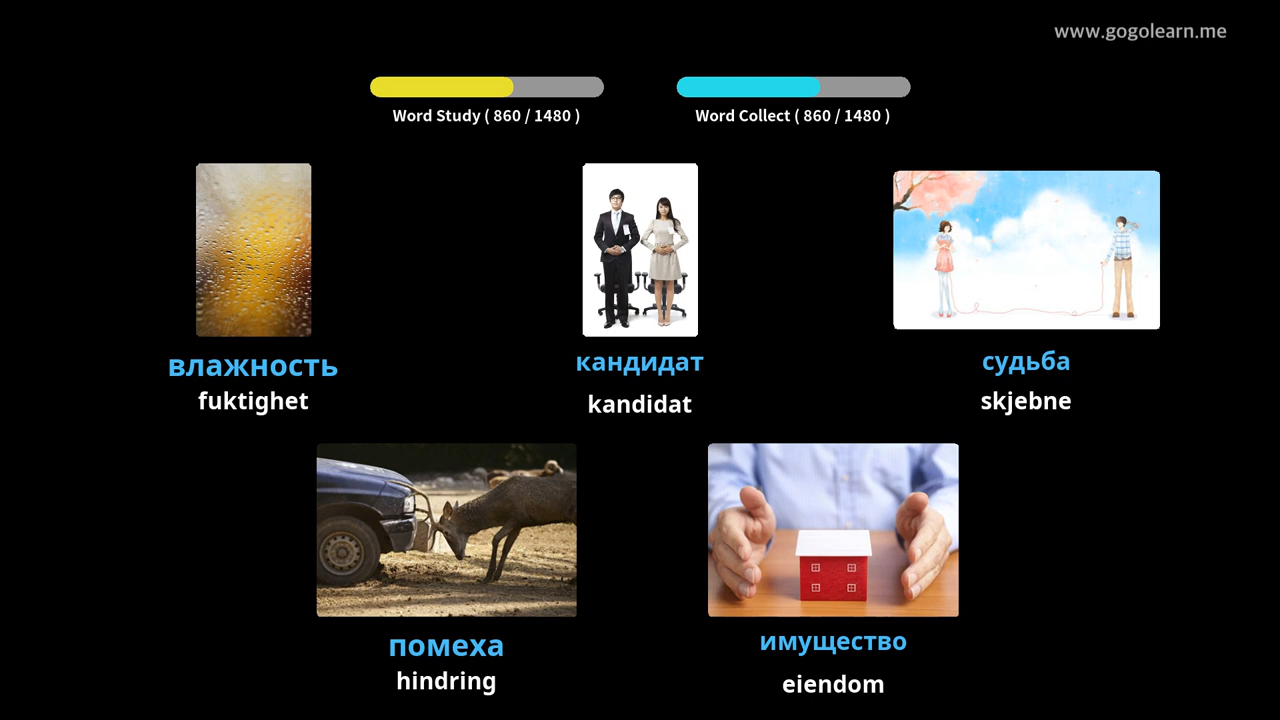 www.gogolearn.me
Word Study ( 860 / 1480 )
Word Collect ( 860 / 1480 )
влажность
fuktighet
кандидат
kandidat
судьба
skjebne
помеха
hindring
имущество
eiendom